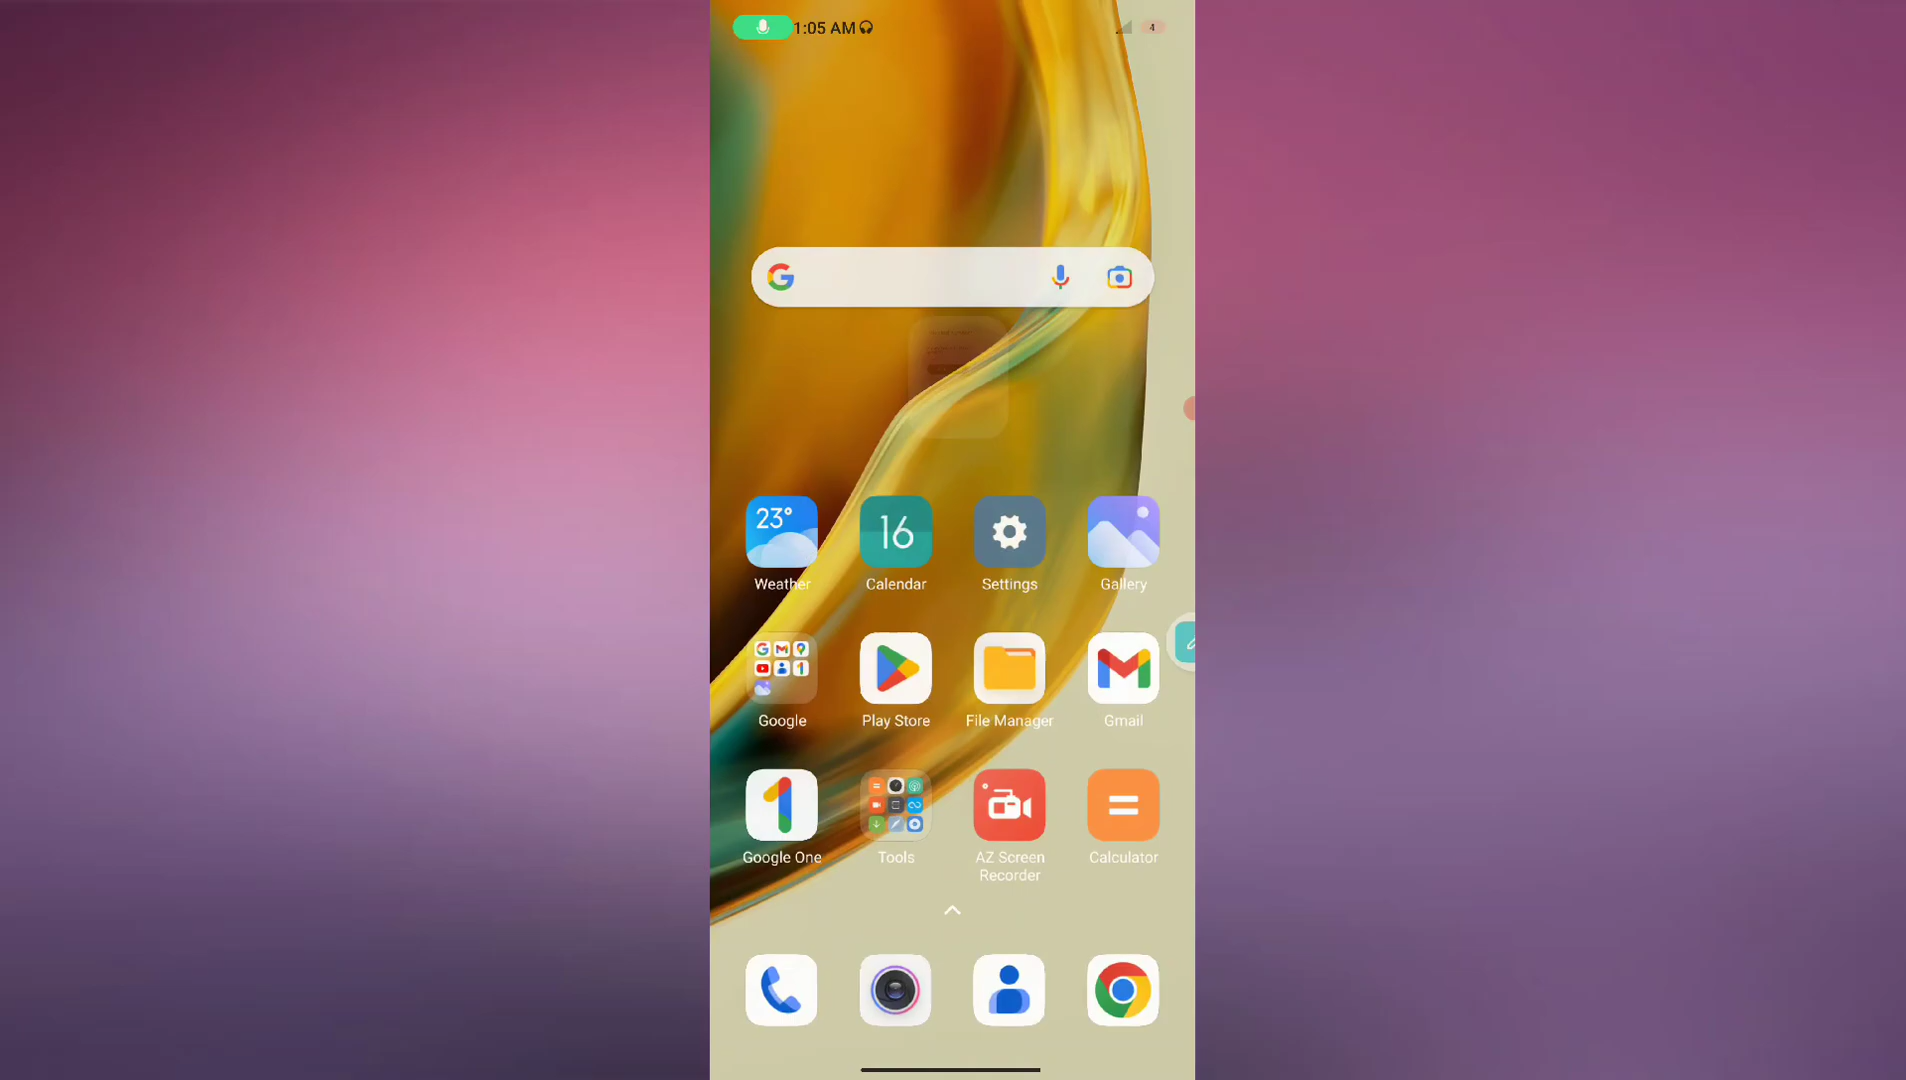 1:05 AM
4
23°
16
Weather
Calendar
Settings
Gallery
Google
Play Store
File Manager
Gmail
Google One
Tools
AZ Screen
Recorder
Calculator